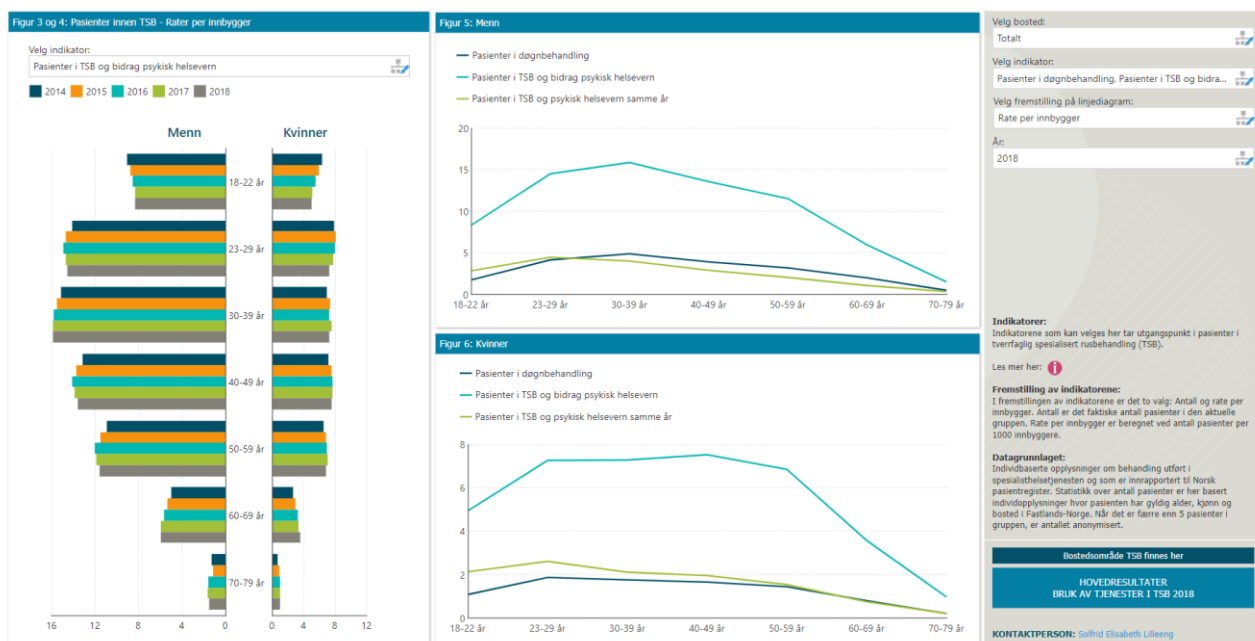 Figur 3 og 4: Pasienter innen TSB - Rater per innbygger
Velg indikator:
Pasienter i TSB og bidrag psykisk helsevern
2014 2015 2016 2017 2018
Menn Kvinner
18-22 år
23-29 år
30-39 år
40-49 år
50-59 år
60-69 år
70-79 år
16 12 8 4 0 0 4 8 12
Figur 5: Menn
Pasienter i døgnbehandling
Pasienter i TSB og bidrag psykisk helsevern
Pasienter i TSB og psykisk helsevern samme år
20
15
10
5
0
18-22 år 23-29 år 30-39 år 40-49 år 50-59 år 60-69 år 70-79 år
Figur 6: Kvinner
Pasienter i døgnbehandling
Pasienter i TSB og bidrag psykisk helsevern
Pasienter i TSB og psykisk helsevern samme år
8
6
4
2
0
18-22 år 23-29 år 30-39 år 40-49 år 50-59 år 60-69 år 70-79 år
Velg bosted:
Totalt
Velg indikator:
Pasienter i døgnbehandling, Pasienter i TSB og bidra...
Velg fremstilling på linjediagram:
Rate per innbygger
År:
2018
Indikatorer:
Indikatorene som kan velges her tar utgangspunkt i pasienter i
tverrfaglig spesialisert rusbehandling (TSB).
Les mer her: i
Fremstilling av indikatorene:
I fremstillingen av indikatorene er det to valg: Antall og rate per
innbygger. Antall er det faktiske antall pasienter i den aktuelle
gruppen. Rate per innbygger er beregnet ved antall pasienter per
1000 innbyggere.
Datagrunnlaget:
Individbaserte opplysninger om behandling utført i
spesialisthelsetjenesten og som er innrapportert til Norsk
pasientregister. Statistikk over antall pasienter er her basert
individopplysninger hvor pasienten har gyldig alder, kjønn og
bosted i Fastlands-Norge. Når det er færre enn 5 pasienter i
gruppen, er antallet anonymisert.
Bostedsområde TSB finnes her
HOVEDRESULTATER
BRUK AV TJENESTER I TSB 2018
KONTAKTPERSON: Solfrid Elisabeth Lilleeng